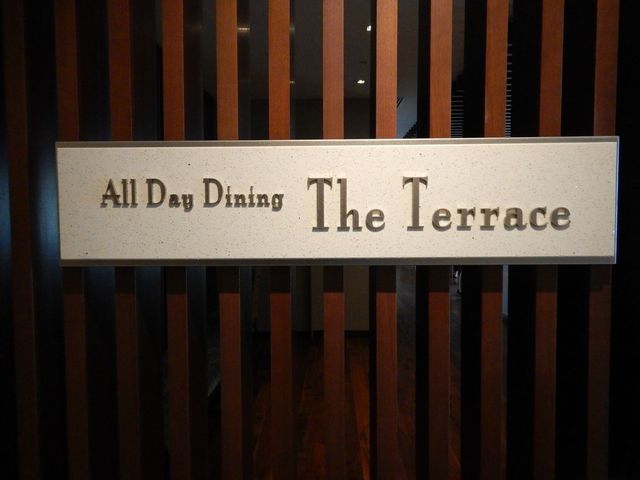 All Day Dining The Terrace